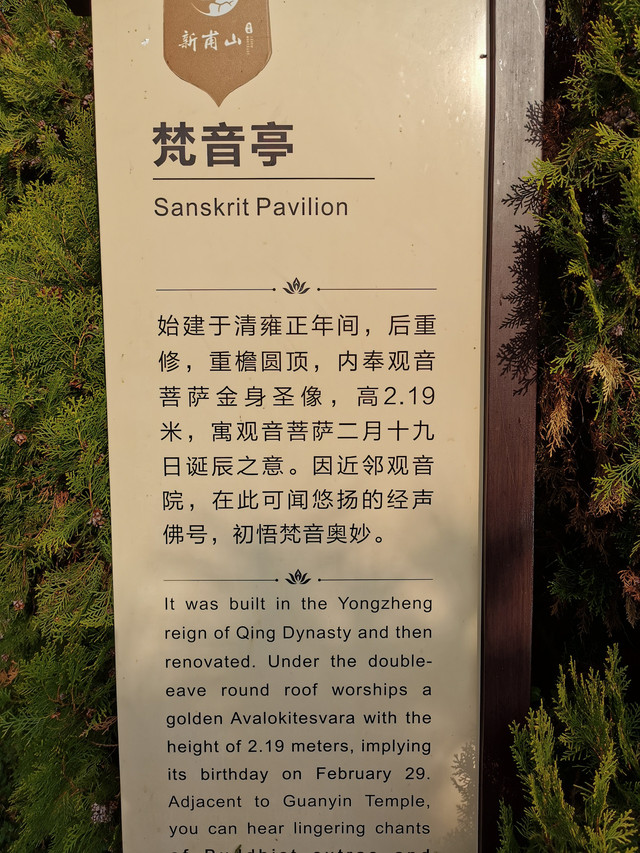 新甫山
梵音亭
Sanskrit Pavilion
始建于清雍正年间，后重
修，重檐圆顶，内奉观音
菩萨金身圣像，高2.19
米，寓观音菩萨二月十九
日诞辰之意。因近邻观音
院，在此可闻悠扬的经声
佛号，初悟梵音奥妙。
It was built in the Yongzheng
reign of Qing Dynasty and then
renovated. Under the double-
eave round roof worships a
golden Avalokitesvara with the
height of 2.19 meters, implying
its birthday on February 29.
Adjacent to Guanyin Temple,
you can hear lingering chants
of Buddhist sutras and